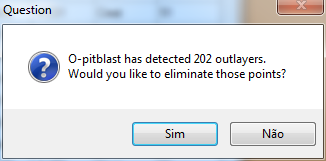 Question
O-pitblast has detected 202 outlayers.
Would you like to eliminate those points?
Sim
Não